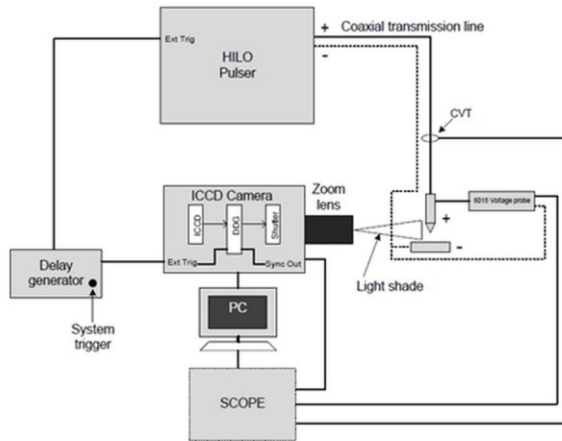 Ext Trig
HILO
Pulser
+
-
Coaxial transmission line
CVT
ICCD Camera
Zoom
lens
ICCD
DDG
Shutter
Ext Trig
Sync Out
6015 Voltage probe
+
-
Light shade
Delay
generator
System
trigger
PC
SCOPE